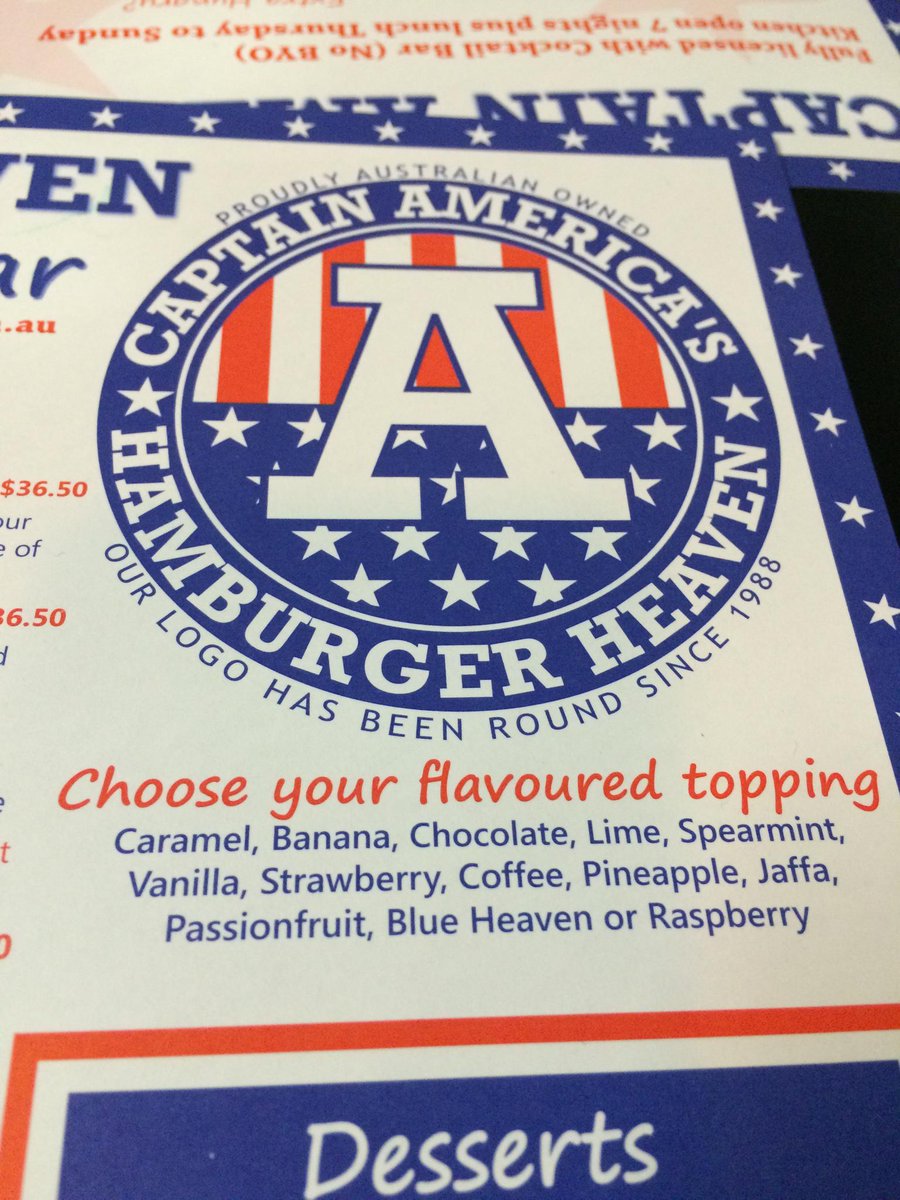 Extra Hungry?
Kitchen open 7 nights plus lunch Thursday to Sunday
Fully licensed with Cocktail Bar (No BYO)
CAPTAIN
VEN
ar
.au
PROUDLY AUSTRALIAN OWNED
CAPTAIN AMERICA'S
A
HAMBURGER HEAVEN
OUR LOGO HAS BEEN ROUND SINCE 1988
$36.50
our
e of
36.50
d
e
t
0
Choose your flavoured topping
Caramel, Banana, Chocolate, Lime, Spearmint,
Vanilla, Strawberry, Coffee, Pineapple, Jaffa,
Passionfruit, Blue Heaven or Raspberry
Desserts